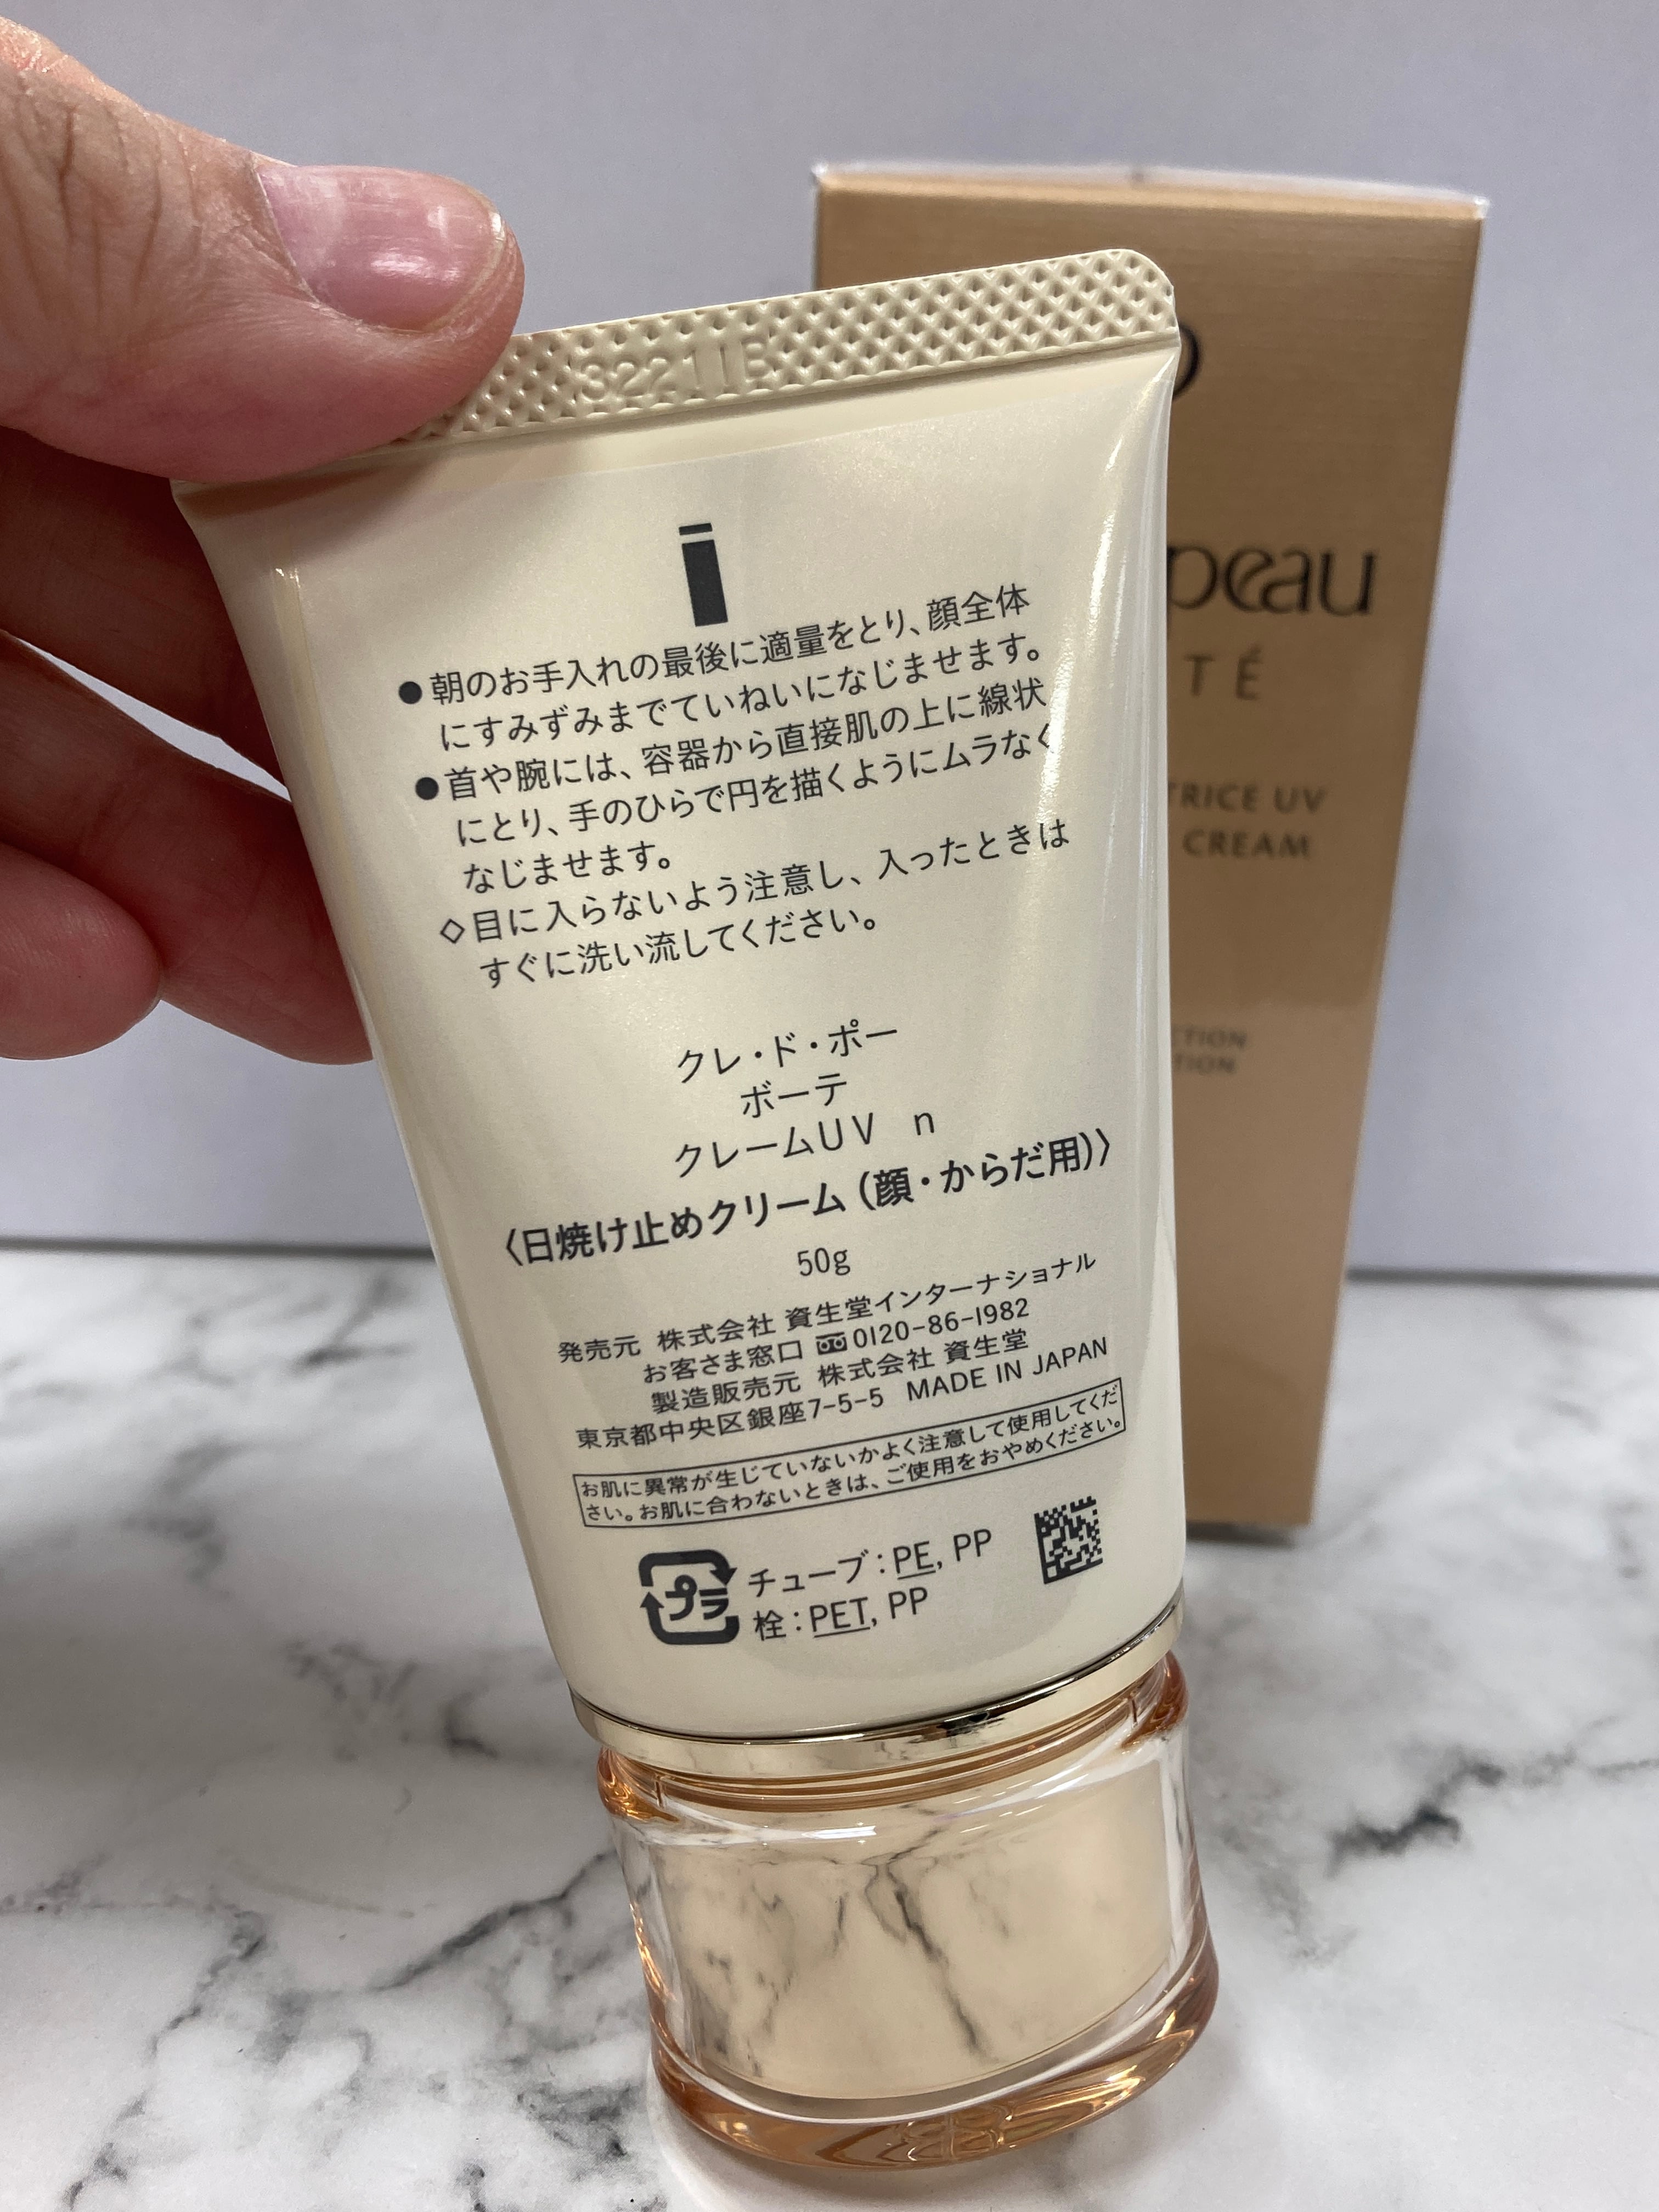 32211B
●朝のお手入れの最後に適量をとり、顔全体
にすみずみまでていねいになじませます。
●首や腕には、容器から直接肌の上に線状
にとり、手のひらで円を描くようにムラなく
なじませます。
◇目に入らないよう注意し、入ったときは
すぐに洗い流してください。
クレ・ド・ポー
ボーテ
クレームUV n
〈日焼け止めクリーム（顔・からだ用）〉
50g
発売元 株式会社 資生堂インターナショナル
お客さま窓口 0120-86-1982
製造販売元 株式会社 資生堂
東京都中央区銀座7-5-5 MADE IN JAPAN
お肌に異常が生じていないかよく注意して使用してくだ
さい。お肌に合わないときは、ご使用をおやめください。
プラ
チューブ：PE, PP
栓：PET, PP
peau
TÉ
TRICE UV
CREAM
CTION
TION